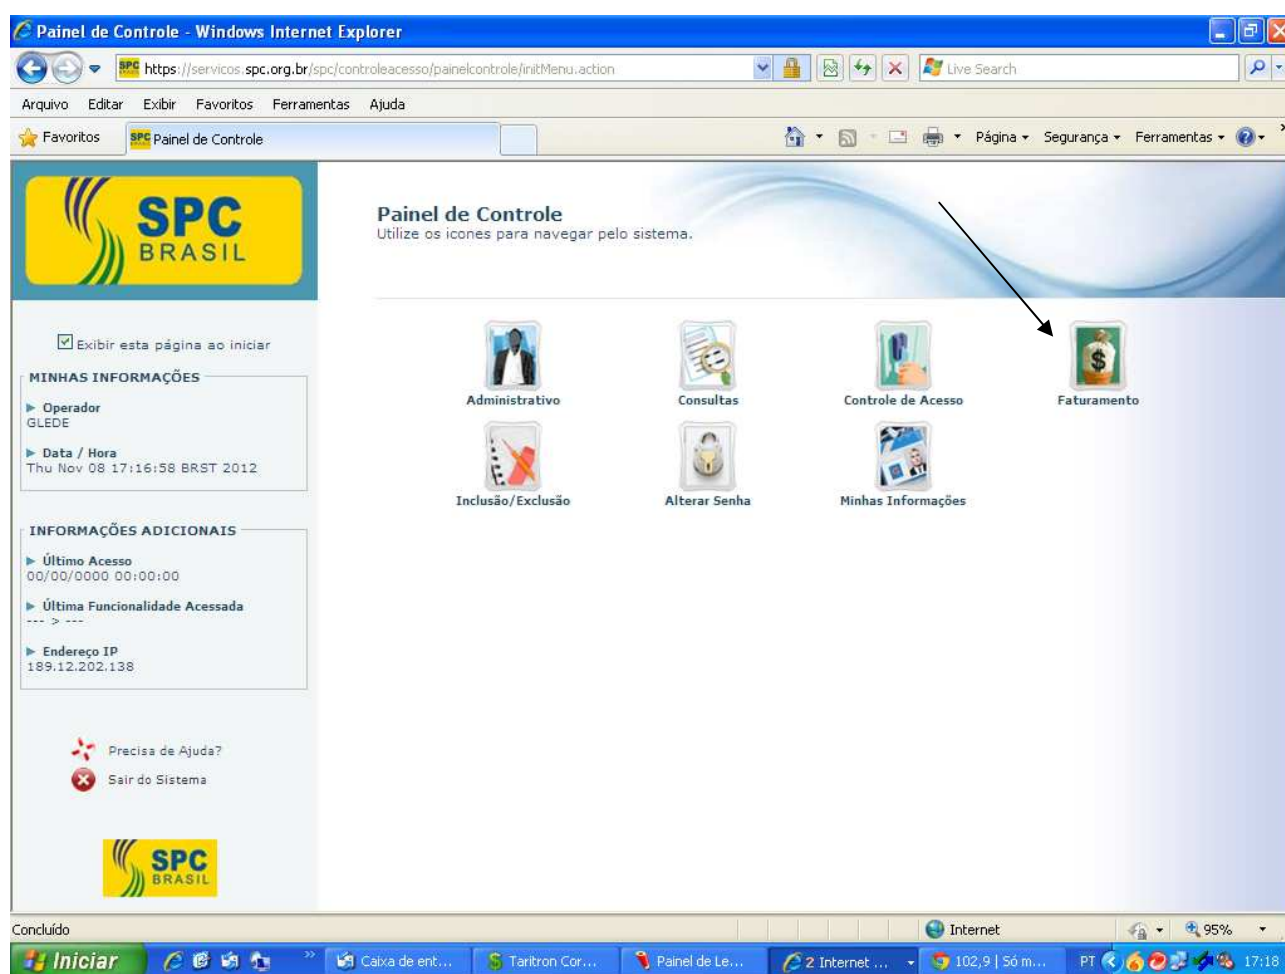 Painel de Controle - Windows Internet Explorer
https://servicos.spc.org.br/spc/controleacesso/painelcontrole/initMenu.action
Live Search
Arquivo Editar Exibir Favoritos Ferramentas Ajuda
Favoritos
SPC Painel de Controle
Página Segurança Ferramentas
SPC
BRASIL
Painel de Controle
Utilize os icones para navegar pelo sistema.
Exibir esta página ao iniciar
MINHAS INFORMAÇÕES
Operador
GLEDE
Data / Hora
Thu Nov 08 17:16:58 BRST 2012
INFORMAÇÕES ADICIONAIS
Último Acesso
00/00/0000 00:00:00
Última Funcionalidade Acessada
--- > ---
Endereço IP
189.12.202.138
Precisa de Ajuda?
Sair do Sistema
SPC
BRASIL
Administrativo Consultas Controle de Acesso Faturamento
Inclusão/Exclusão Alterar Senha Minhas Informações
Concluído
Internet
95%
Iniciar
Caixa de ent...
Taritron Cor...
Painel de Le...
2 Internet ...
102,9 | Só m...
PT
17:18